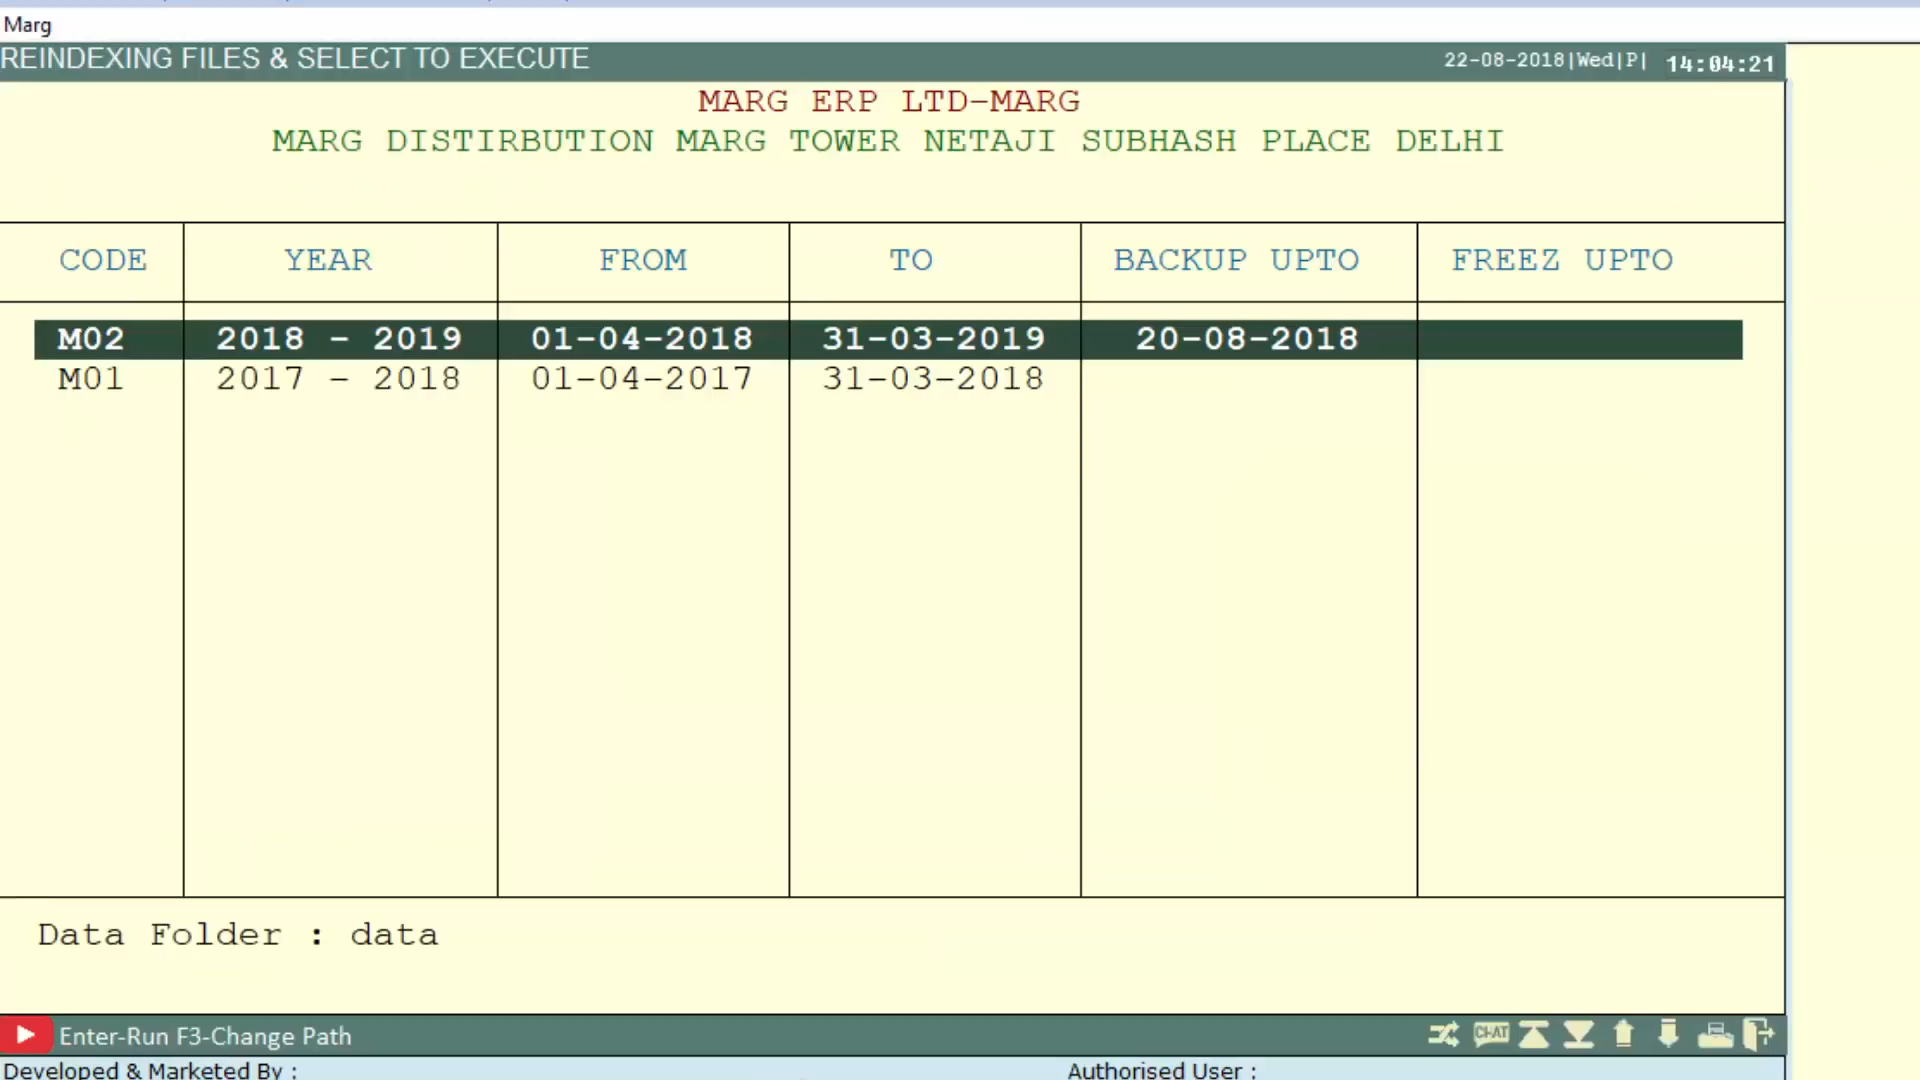 Marg
REINDEXING FILES & SELECT TO EXECUTE 22-08-2018|Wed|P| 14:04:21
MARG ERP LTD-MARG
MARG DISTIRBUTION MARG TOWER NETAJI SUBHASH PLACE DELHI
CODE YEAR FROM TO BACKUP UPTO FREEZ UPTO
M02 2018 - 2019 01-04-2018 31-03-2019 20-08-2018
M01 2017 - 2018 01-04-2017 31-03-2018
Data Folder : data
Enter-Run F3-Change Path CHAT
Developed & Marketed By : Authorised User :